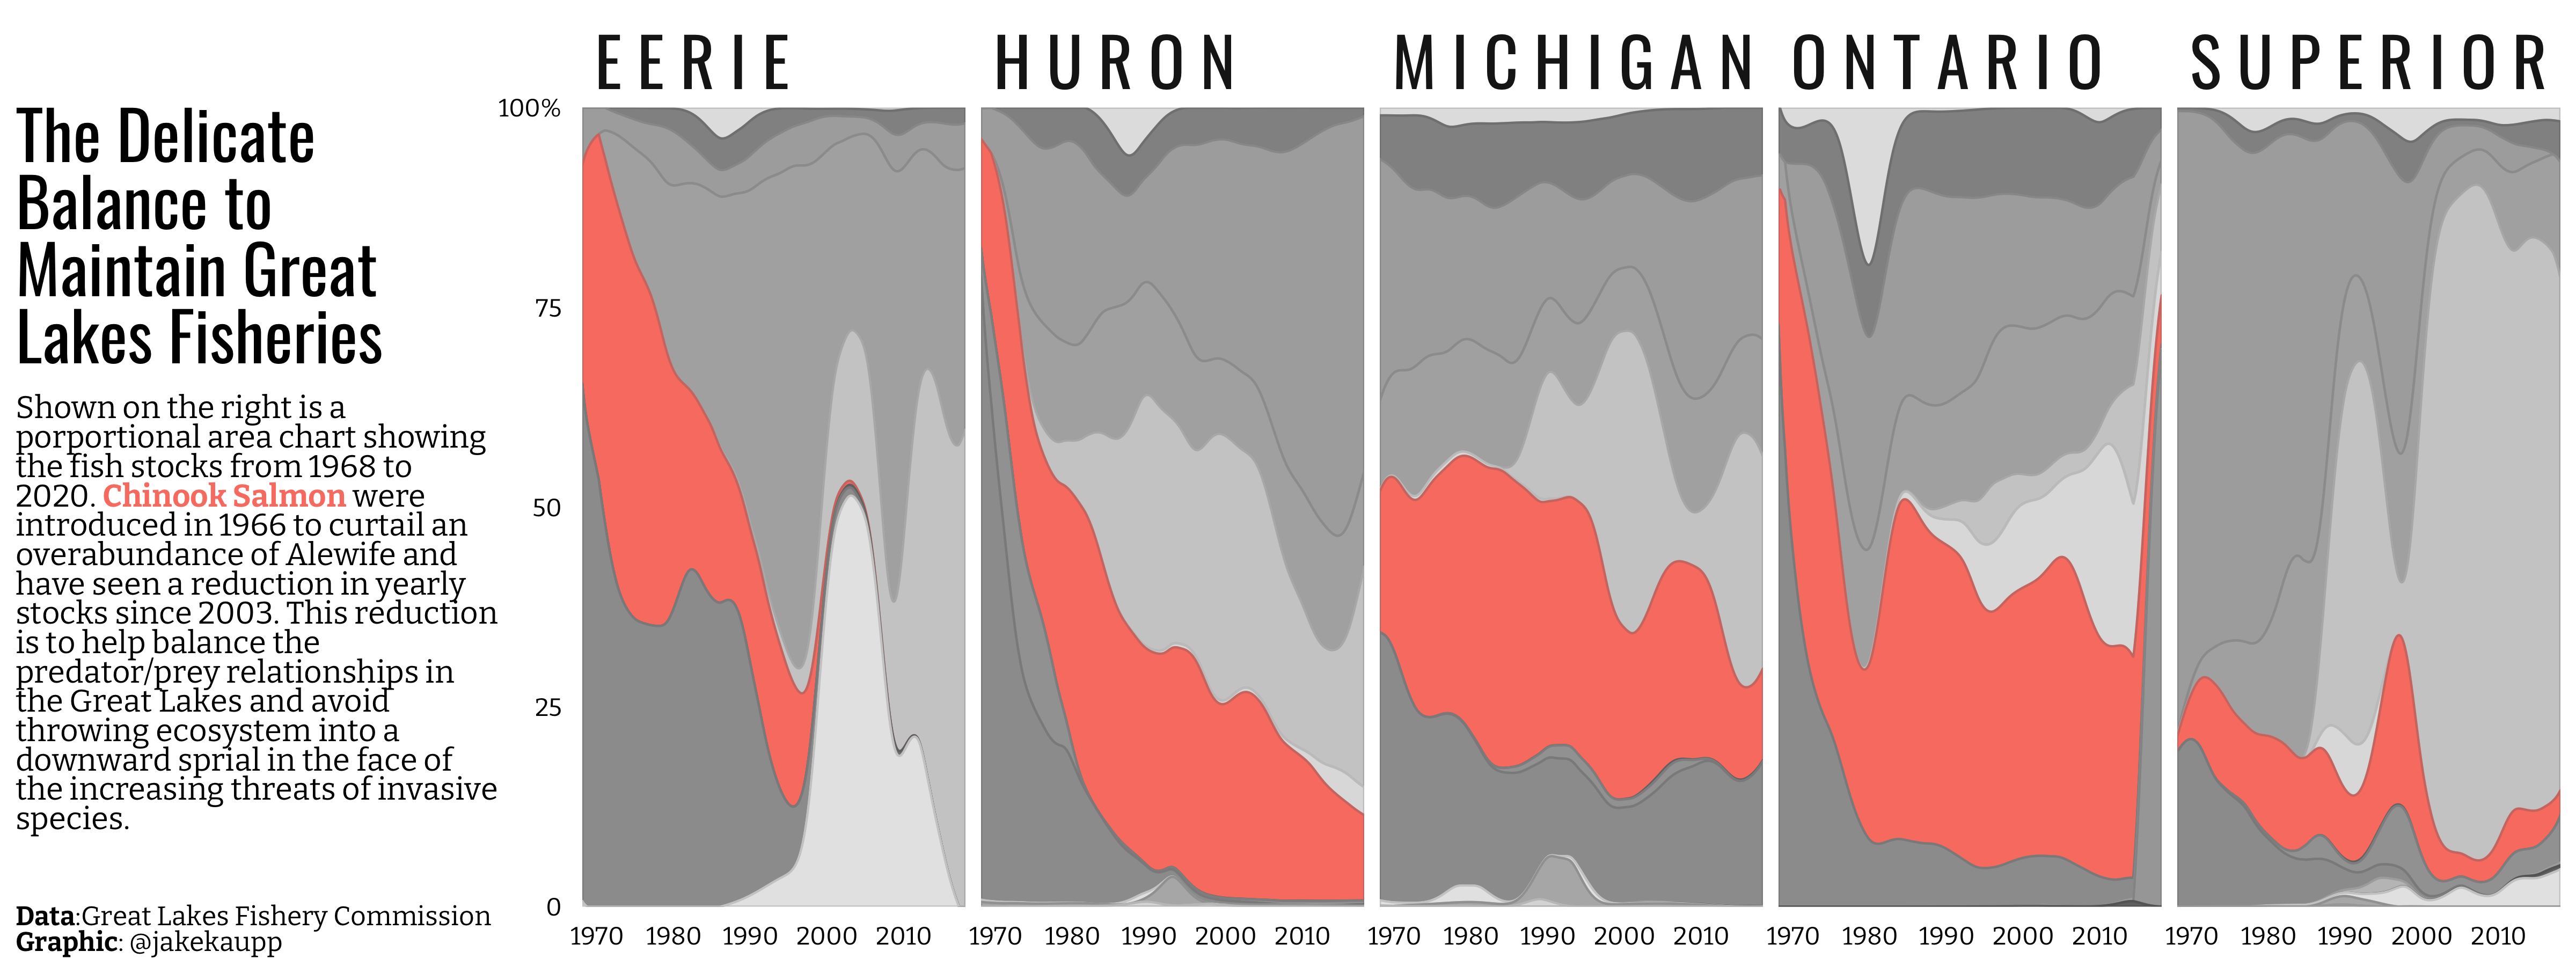 The Delicate
Balance to
Maintain Great
Lakes Fisheries
Shown on the right is a
porportional area chart showing
the fish stocks from 1968 to
2020. Chinook Salmon were
introduced in 1966 to curtail an
overabundance of Alewife and
have seen a reduction in yearly
stocks since 2003. This reduction
is to help balance the
predator/prey relationships in
the Great Lakes and avoid
throwing ecosystem into a
downward sprial in the face of
the increasing threats of invasive
species.
Data:Great Lakes Fishery Commission
Graphic: @jakekaupp
EERIE HURON MICHIGAN ONTARIO SUPERIOR
100%
75
50
25
0
1970 1980 1990 2000 2010 1970 1980 1990 2000 2010 1970 1980 1990 2000 2010 1970 1980 1990 2000 2010 1970 1980 1990 2000 2010